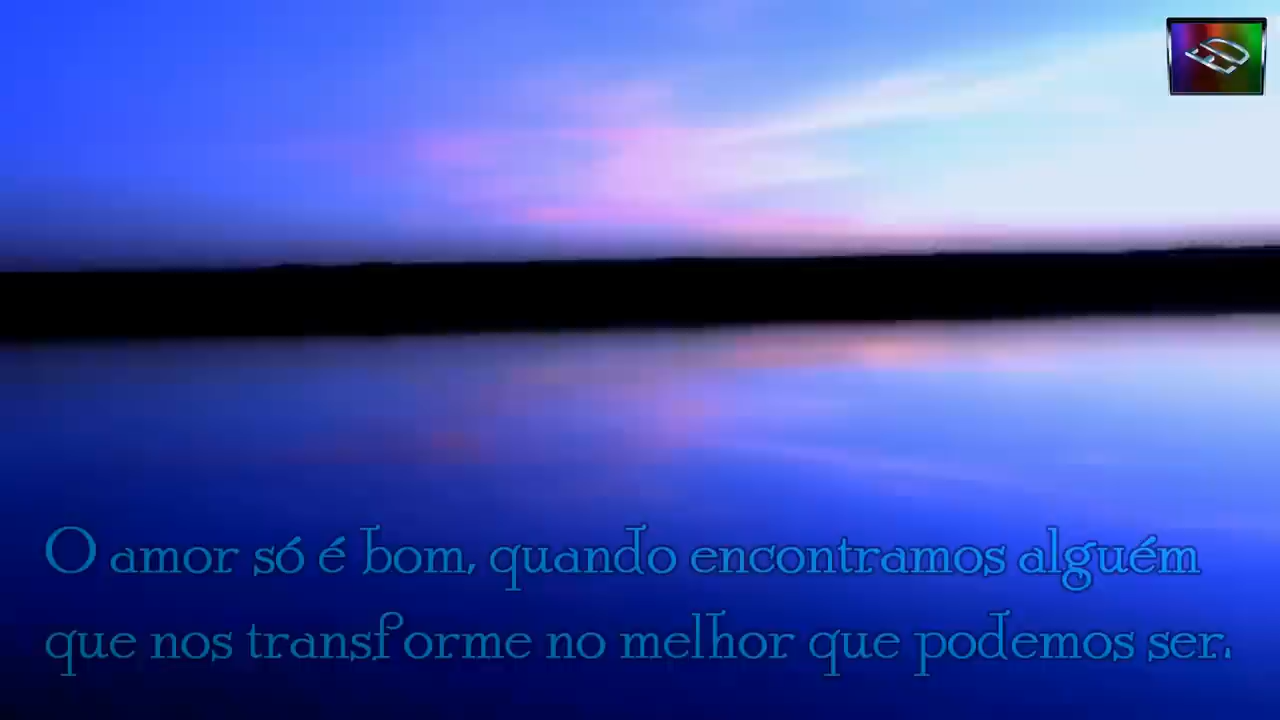 O amor só é bom, quando encontramos alguém
que nos transforme no melhor que podemos ser.